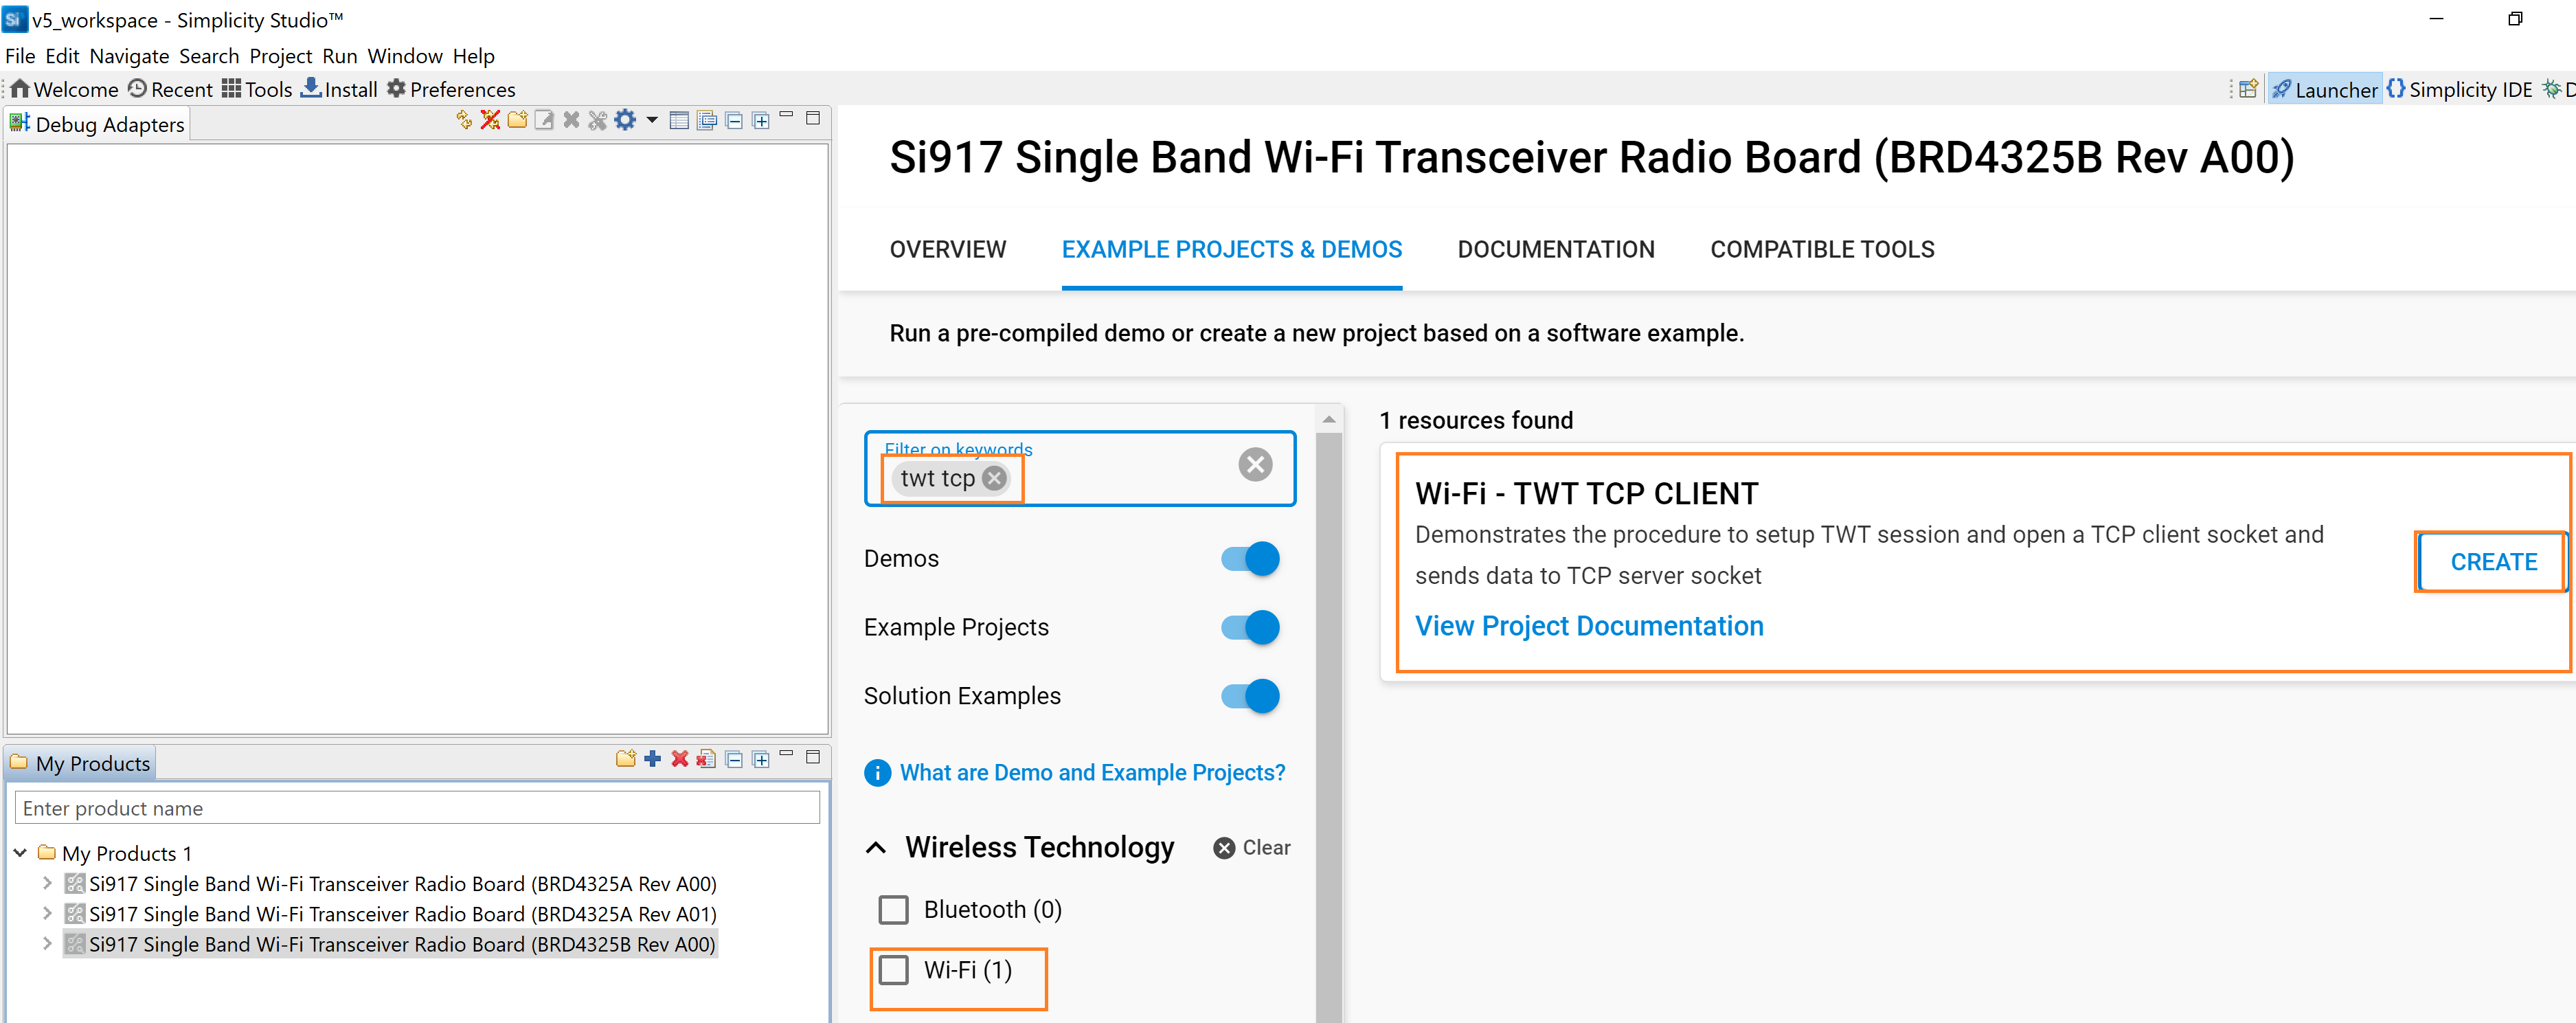 Si v5_workspace - Simplicity Studio™
File Edit Navigate Search Project Run Window Help
Welcome Recent Tools Install Preferences
Launcher Simplicity IDE D
Debug Adapters
Si917 Single Band Wi-Fi Transceiver Radio Board (BRD4325B Rev A00)
OVERVIEW EXAMPLE PROJECTS & DEMOS DOCUMENTATION COMPATIBLE TOOLS
Run a pre-compiled demo or create a new project based on a software example.
Filter on keywords
twt tcp
Demos
Example Projects
Solution Examples
What are Demo and Example Projects?
Wireless Technology Clear
Bluetooth (0)
Wi-Fi (1)
1 resources found
Wi-Fi - TWT TCP CLIENT
Demonstrates the procedure to setup TWT session and open a TCP client socket and
sends data to TCP server socket
View Project Documentation
CREATE
My Products
Enter product name
My Products 1
Si917 Single Band Wi-Fi Transceiver Radio Board (BRD4325A Rev A00)
Si917 Single Band Wi-Fi Transceiver Radio Board (BRD4325A Rev A01)
Si917 Single Band Wi-Fi Transceiver Radio Board (BRD4325B Rev A00)